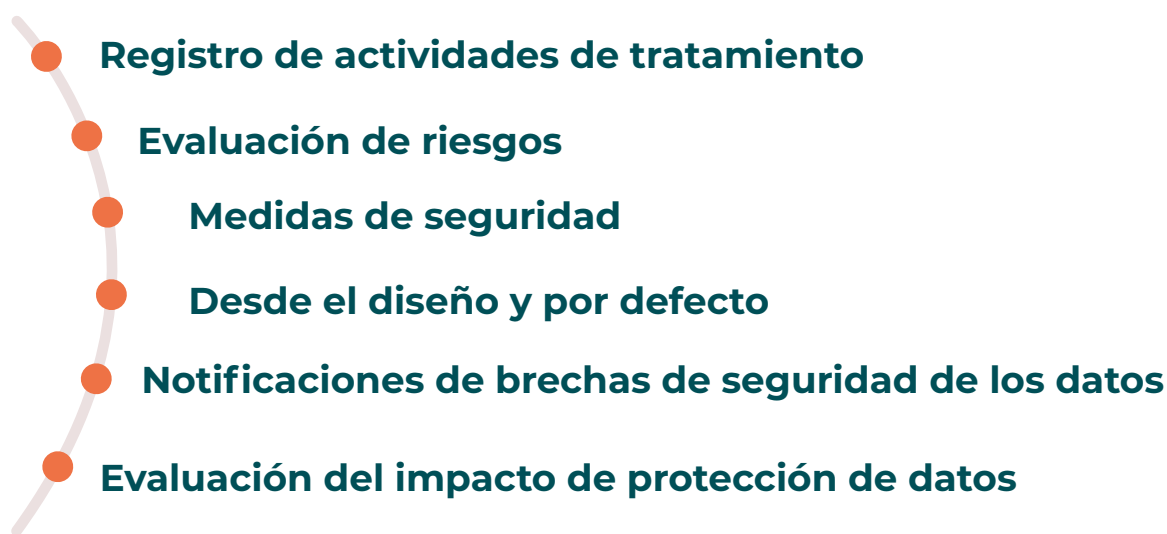 Registro de actividades de tratamiento
Evaluación de riesgos
Medidas de seguridad
Desde el diseño y por defecto
Notificaciones de brechas de seguridad de los datos
Evaluación del impacto de protección de datos